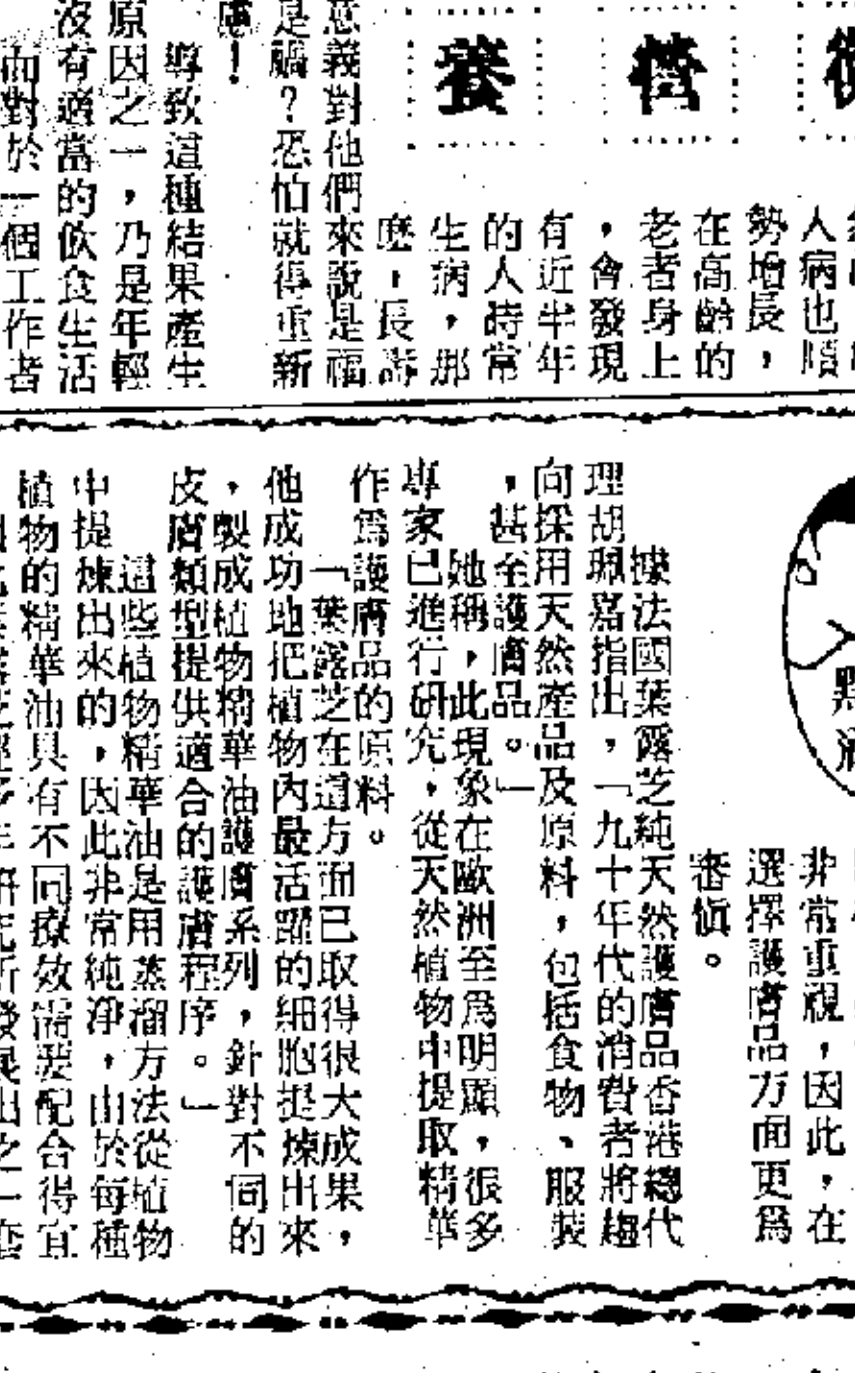 營
養
人病也
勢增長，
在高齡的
老者身上
，會發現
有近半年
的人時常
生病，那
麽，長壽
意義對他們來說是福
是禍？恐怕就得重新
慮！
導致這種結果產生
原因之一，乃是年輕
沒有適當的飲食生活
而對於一個工作者
非常重視，因此，在
選擇護膚品方面更爲
審慎。
據法國葉露芝純天然護膚品香港總代
理胡珮嘉指出，「九十年代的消費者將趨
向採用天然產品及原料，包括食物、服裝
，甚至護膚品。」
她稱，此現象在歐洲至爲明顯，很多
專家已進行研究，從天然植物中提取精華
作爲護膚品的原料。
「葉露芝在這方面已取得很大成果，
他成功地把植物內最活躍的細胞提煉出來
，製成植物精華油護膚系列，針對不同的
皮膚類型提供適合的護膚程序。」
這些植物精華油是用蒸溜方法從植物
中提煉出來的，因此非常純淨，由於每種
植物的精華油具有不同療效需要配合得宜